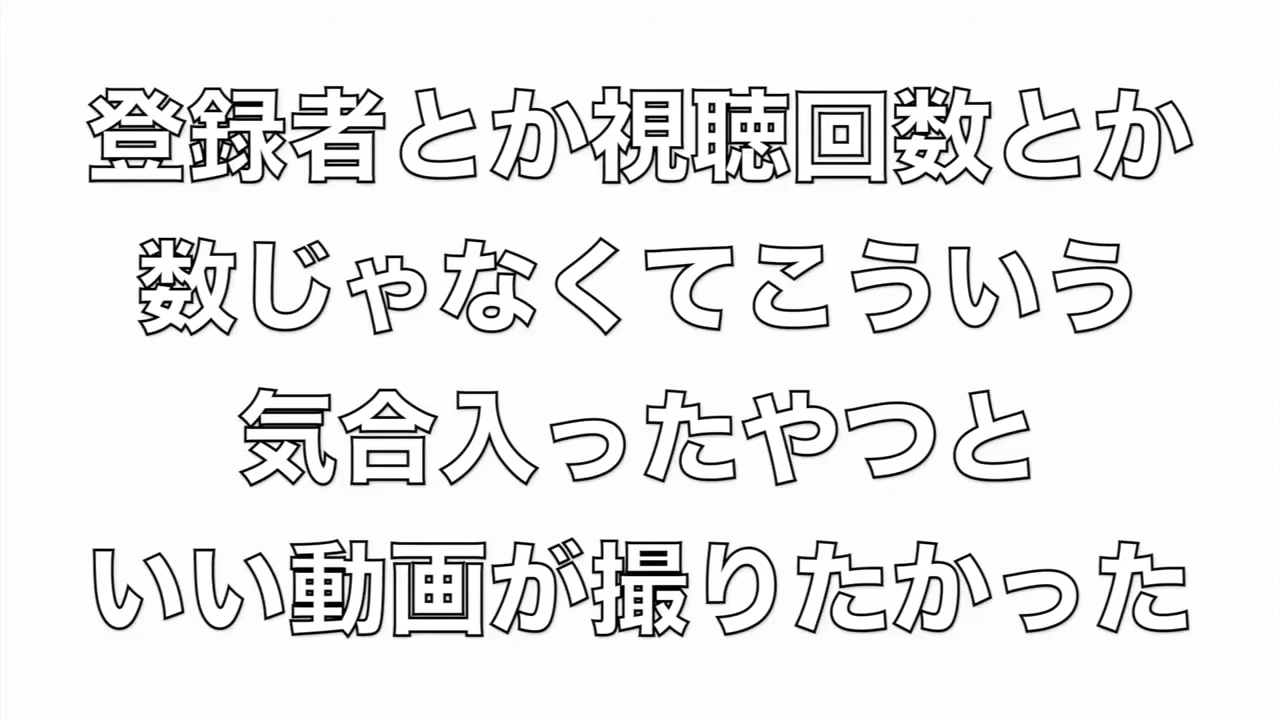 登録者とか視聴回数とか
数じゃなくてこういう
気合入ったやつと
いい動画が撮りたかった